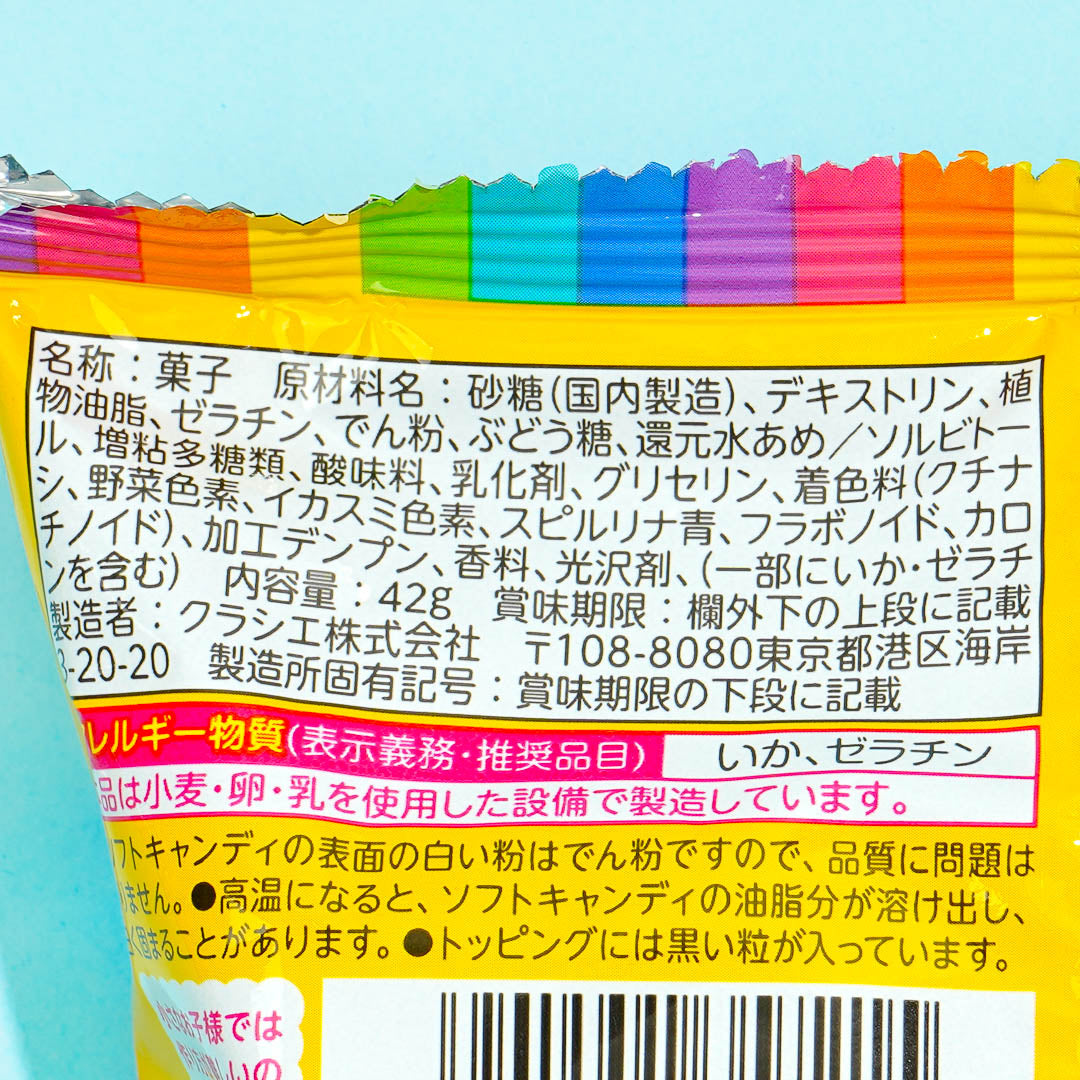 名称：菓子　原材料名：砂糖（国内製造）、デキストリン、植
物油脂、ゼラチン、でん粉、ぶどう糖、還元水あめ／ソルビトー
ル、増粘多糖類、酸味料、乳化剤、グリセリン、着色料（クチナ
シ、野菜色素、イカスミ色素、スピルリナ青、フラボノイド、カロ
チノイド）、加工デンプン、香料、光沢剤、（一部にいか・ゼラチ
ンを含む）　内容量：42g　賞味期限：欄外下の上段に記載
製造者：クラシエ株式会社　〒108-8080東京都港区海岸
3-20-20　製造所固有記号：賞味期限の下段に記載
レルギー物質（表示義務・推奨品目）　いか、ゼラチン
品は小麦・卵・乳を使用した設備で製造しています。
フトキャンディの表面の白い粉はでん粉ですので、品質に問題は
ません。●高温になると、ソフトキャンディの油脂分が溶け出し、
固まることがあります。●トッピングには黒い粒が入っています。
小さなお子様では